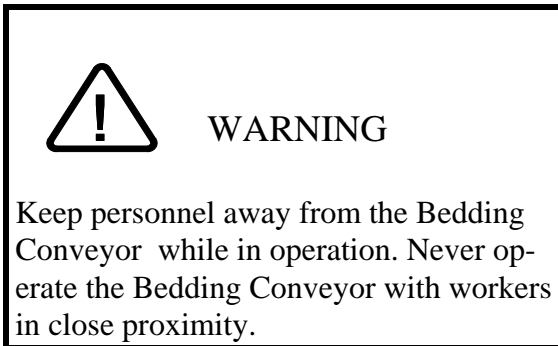 WARNING
Keep personnel away from the Bedding
Conveyor  while in operation. Never op-
erate the Bedding Conveyor with workers
in close proximity.